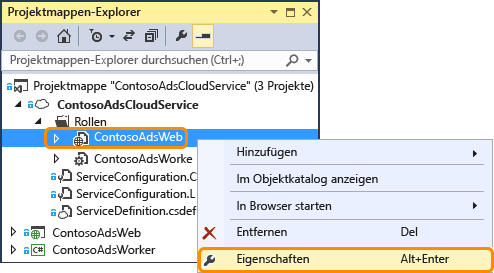 Projektmappen-Explorer
Projektmappen-Explorer durchsuchen (Ctrl+;)
Projektmappe "ContosoAdsCloudService" (3 Projekte)
ContosoAdsCloudService
Rollen
ContosoAdsWeb
ContosoAdsWorke
ServiceConfiguration.C
ServiceConfiguration.L
ServiceDefinition.csdef
ContosoAdsWeb
C# ContosoAdsWorker
Hinzufügen
Im Objektkatalog anzeigen
In Browser starten
Entfernen Del
Eigenschaften Alt+Enter